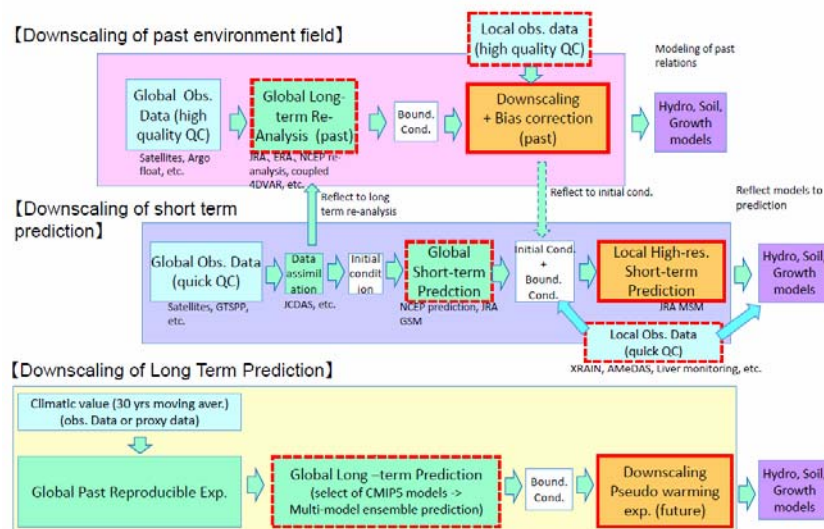 【Downscaling of past environment field】
Local obs. data
(high quality QC)
Modeling of past
relations
Global Obs.
Data (high
quality QC)
Global Long-
term Re-
Analysis (past)
Bound.
Cond.
Downscaling
+ Bias correction
(past)
Hydro, Soil,
Growth
models
Satellites, Argo
float, etc.
JRA, ERA, NCEP re-
analysis, coupled
4DVAR, etc.
Reflect to long
term re-analysis
Reflect to initial cond.
Reflect models to
prediction
【Downscaling of short term
prediction】
Global Obs. Data
(quick QC)
Data
assimil
ation
Initial
condit
ion
Global
Short-term
Predction
Initial Cond.
+
Bound.
Cond.
Local High-res.
Short-term
Prediction
Hydro, Soil,
Growth
models
Satellites, GTSPP,
etc.
JCDAS, etc.
NCEP prediction, JRA
GSM
JRA MSM
Local Obs. Data
(quick QC)
XRAIN, AMeDAS, Liver monitoring, etc.
【Downscaling of Long Term Prediction】
Climatic value (30 yrs moving aver.)
(obs. Data or proxy data)
Global Past Reproducible Exp.
Global Long –term Prediction
(select of CMIP5 models ->
Multi-model ensemble prediction)
Bound.
Cond.
Downscaling
Pseudo warming
exp. (future)
Hydro, Soil,
Growth
models